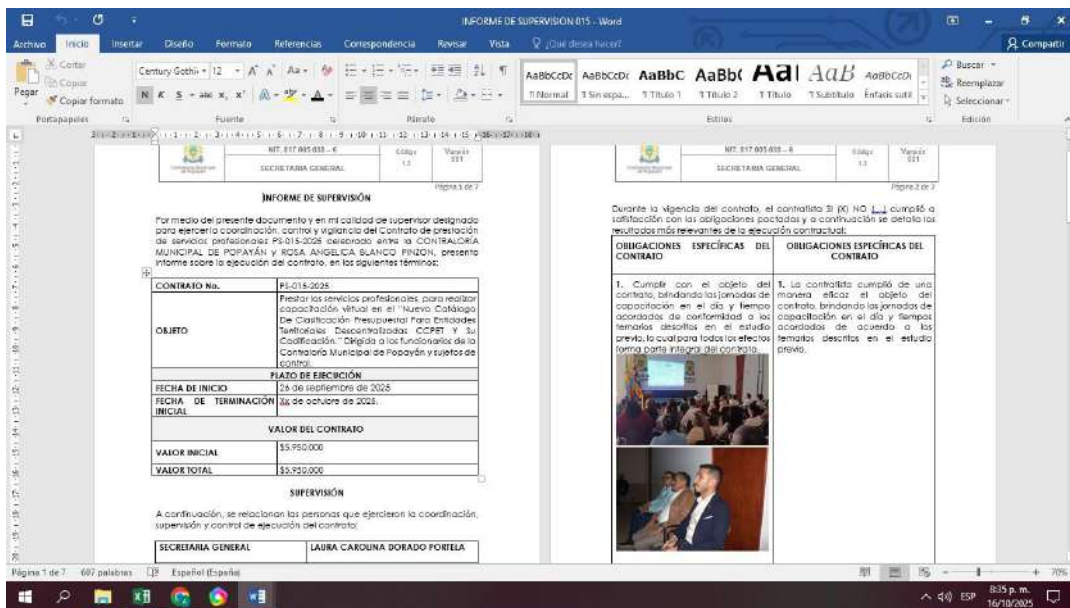 INFORME DE SUPERVISION 015 - Word
Archivo Inicio Insertar Diseño Formato Referencias Correspondencia Revisar Vista ¿Qué desea hacer? Compartir
Cortar
Copiar
Pegar
Copiar formato
Century Gothic 12
N K S
AaBbCcDc AaBbCcDc AaBbC AaBbC AaB AaBbCcDi
¶ Normal ¶ Sin espa... ¶ Título 1 ¶ Título 2 ¶ Título ¶ Subtítulo Énfasis sutil
Buscar
Reemplazar
Seleccionar
Portapapeles Fuente Párrafo Estilos Edición
NIT. 817.005.028 – 6
Código
1.3
Versión
001
SECRETARIA GENERAL
Página 1 de 7
INFORME DE SUPERVISIÓN
Por medio del presente documento y en mi calidad de supervisor designado
para ejercer la coordinación, control y vigilancia del Contrato de prestación
de servicios profesionales PS-015-2025 celebrado entre la CONTRALORÍA
MUNICIPAL DE POPAYÁN y ROSA ANGELICA BLANCO PINZON, presento
informe sobre la ejecución del contrato, en los siguientes términos:
CONTRATO No. PS-015-2025
OBJETO
Prestar los servicios profesionales, para realizar
capacitación virtual en el "Nuevo Catálogo
De Clasificación Presupuestal Para Entidades
Territoriales Descentralizadas CCPET Y Su
Codificación." Dirigida a los funcionarios de la
Contraloría Municipal de Popayán y sujetos de
control.
PLAZO DE EJECUCIÓN
FECHA DE INICIO 26 de septiembre de 2025
FECHA DE TERMINACIÓN
INICIAL
Xx de octubre de 2025.
VALOR DEL CONTRATO
VALOR INICIAL $5.950.000
VALOR TOTAL $5.950.000
SUPERVISIÓN
A continuación, se relacionan las personas que ejercieron la coordinación,
supervisión y control de ejecución del contrato:
SECRETARIA GENERAL LAURA CAROLINA DORADO PORTELA
SECRETARIA GENERAL
Página 2 de 7
Durante la vigencia del contrato, el contratista SI (X) NO (__) cumplió a
satisfacción con las obligaciones pactadas y a continuación se detalla los
resultados más relevantes de la ejecución contractual:
OBLIGACIONES ESPECÍFICAS DEL
CONTRATO
OBLIGACIONES ESPECÍFICAS DEL
CONTRATO
1. Cumplir con el objeto del
contrato, brindando las jornadas de
capacitación en el día y tiempo
acordados de conformidad a los
temarios descritos en el estudio
previo, lo cual para todos los efectos
forma parte integral del contrato.
1. La contratista cumplió de una
manera eficaz el objeto del
contrato, brindando las jornadas de
capacitación en el día y tiempos
acordados de acuerdo a los
temarios descritos en el estudio
previo.
Página 1 de 7 607 palabras Español (España) 70%
ESP
8:35 p. m.
16/10/2025